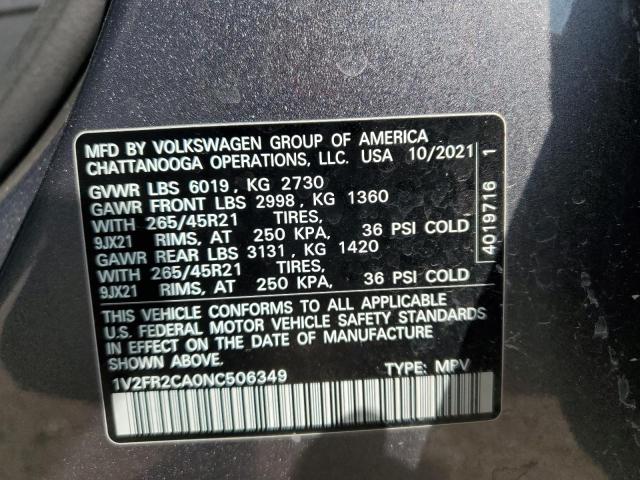 MFD BY VOLKSWAGEN GROUP OF AMERICA
CHATTANOOGA OPERATIONS, LLC. USA 10/2021
GVWR LBS 6019, KG 2730
GAWR FRONT LBS 2998, KG 1360
WITH 265/45R21 TIRES,
9JX21 RIMS, AT 250 KPA, 36 PSI COLD
GAWR REAR LBS 3131, KG 1420
WITH 265/45R21 TIRES,
9JX21 RIMS, AT 250 KPA, 36 PSI COLD
THIS VEHICLE CONFORMS TO ALL APPLICABLE
U.S. FEDERAL MOTOR VEHICLE SAFETY STANDARDS
IN EFFECT ON THE DATE OF MANUFACTURE
SHOWN ABOVE.
1V2FR2CA0NC506349 TYPE: MPV
4019716 1